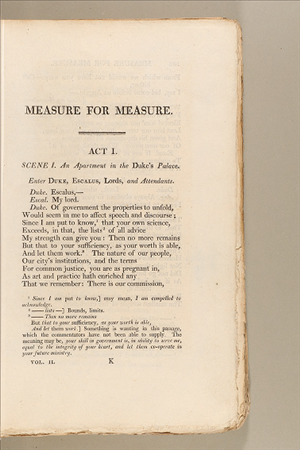 MEASURE FOR MEASURE.
ACT I.
SCENE I. An Apartment in the Duke's Palace.
Enter DUKE, ESCALUS, Lords, and Attendants.
Duke. Escalus,—
Escal. My lord.
Duke. Of government the properties to unfold,
Would seem in me to affect speech and discourse;
Since I am put to know,¹ that your own science,
Exceeds, in that, the lists² of all advice
My strength can give you: Then no more remains
But that to your sufficiency, as your worth is able,
And let them work.³ The nature of our people,
Our city's institutions, and the terms
For common justice, you are as pregnant in,
As art and practice hath enriched any
That we remember: There is our commission,
¹ Since I am put to know,] may mean, I am compelled to
acknowledge.
² —— lists —] Bounds, limits.
³ —— Then no more remains
But that to your sufficiency, as your worth is able,
And let them work.] Something is wanting in this passage,
which the commentators have not been able to supply. The
meaning may be, your skill in government is, in ability to serve me,
equal to the integrity of your heart, and let them co-operate in
your future ministry.
VOL. II. K